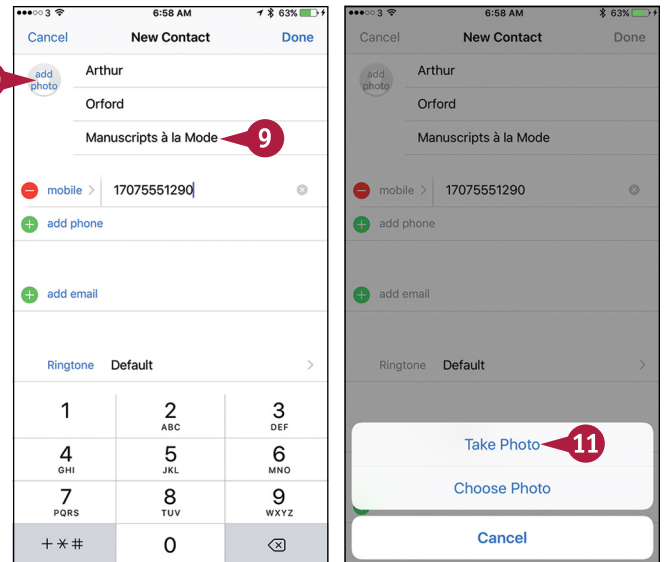 3 6:58 AM 63%
Cancel New Contact Done
add photo
Arthur
Orford
Manuscripts à la Mode
9
mobile > 17075551290
add phone
add email
Ringtone Default >
1 2 3
ABC DEF
4 5 6
GHI JKL MNO
7 8 9
PQRS TUV WXYZ
+*# 0
3 6:58 AM 63%
Cancel New Contact Done
add photo
Arthur
Orford
Manuscripts à la Mode
mobile > 17075551290
add phone
add email
Ringtone Default >
Take Photo
11
Choose Photo
Cancel